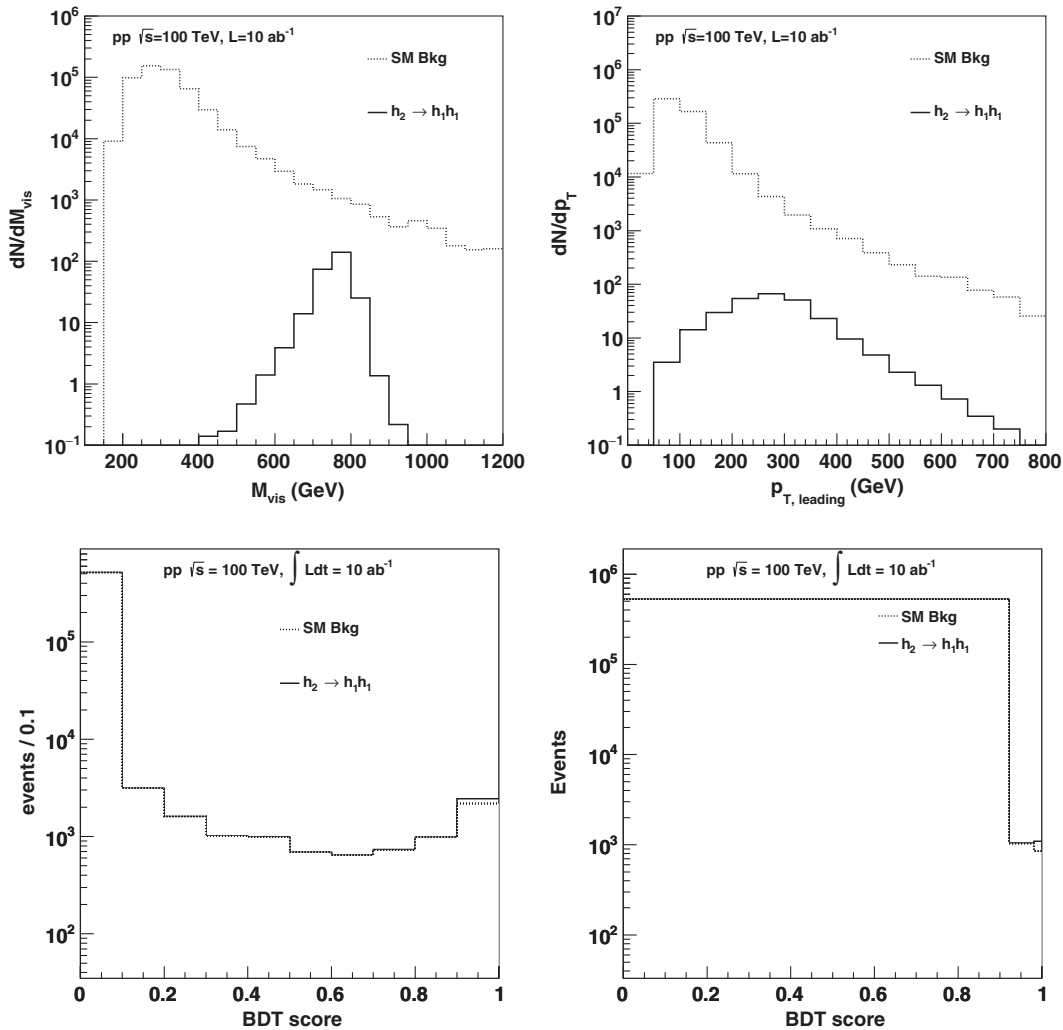 pp √s=100 TeV, L=10 ab⁻¹
SM Bkg
h₂ → h₁h₁
dN/dM_vis
10⁶
10⁵
10⁴
10³
10²
10
1
10⁻¹
200 400 600 800 1000 1200
M_vis (GeV)
pp √s=100 TeV, L=10 ab⁻¹
SM Bkg
h₂ → h₁h₁
dN/dp_T
10⁷
10⁶
10⁵
10⁴
10³
10²
10
1
10⁻¹
0 100 200 300 400 500 600 700 800
p_T, leading (GeV)
pp √s = 100 TeV, ∫ Ldt = 10 ab⁻¹
SM Bkg
h₂ → h₁h₁
events / 0.1
10⁵
10⁴
10³
10²
0 0.2 0.4 0.6 0.8 1
BDT score
pp √s = 100 TeV, ∫ Ldt = 10 ab⁻¹
SM Bkg
h₂ → h₁h₁
Events
10⁶
10⁵
10⁴
10³
10²
0 0.2 0.4 0.6 0.8 1
BDT score